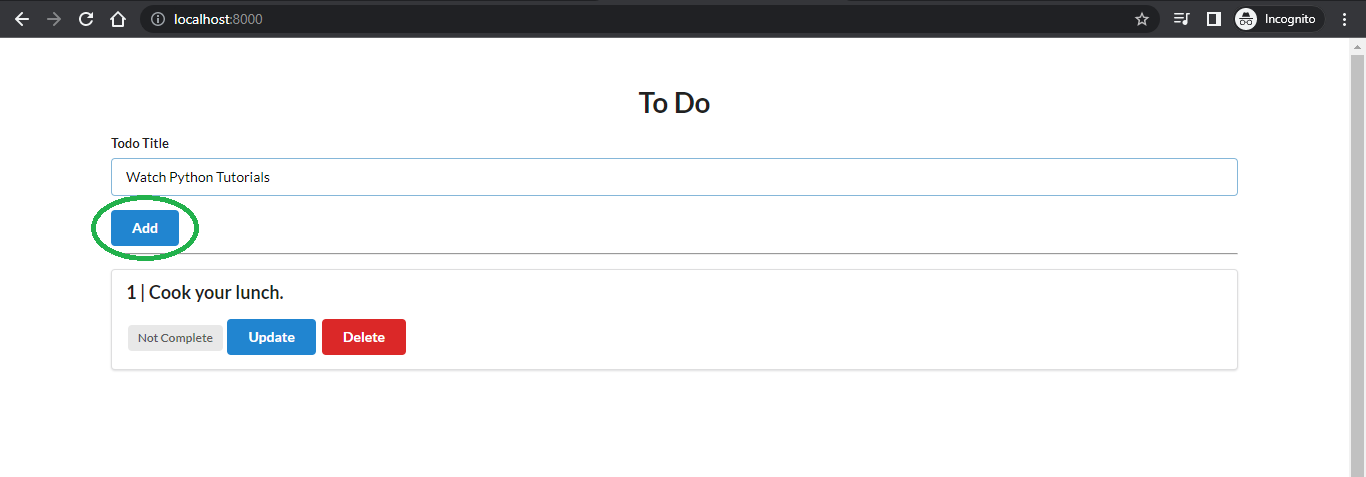 localhost:8000
Incognito
To Do
Todo Title
Watch Python Tutorials
Add
1 | Cook your lunch.
Not Complete Update Delete